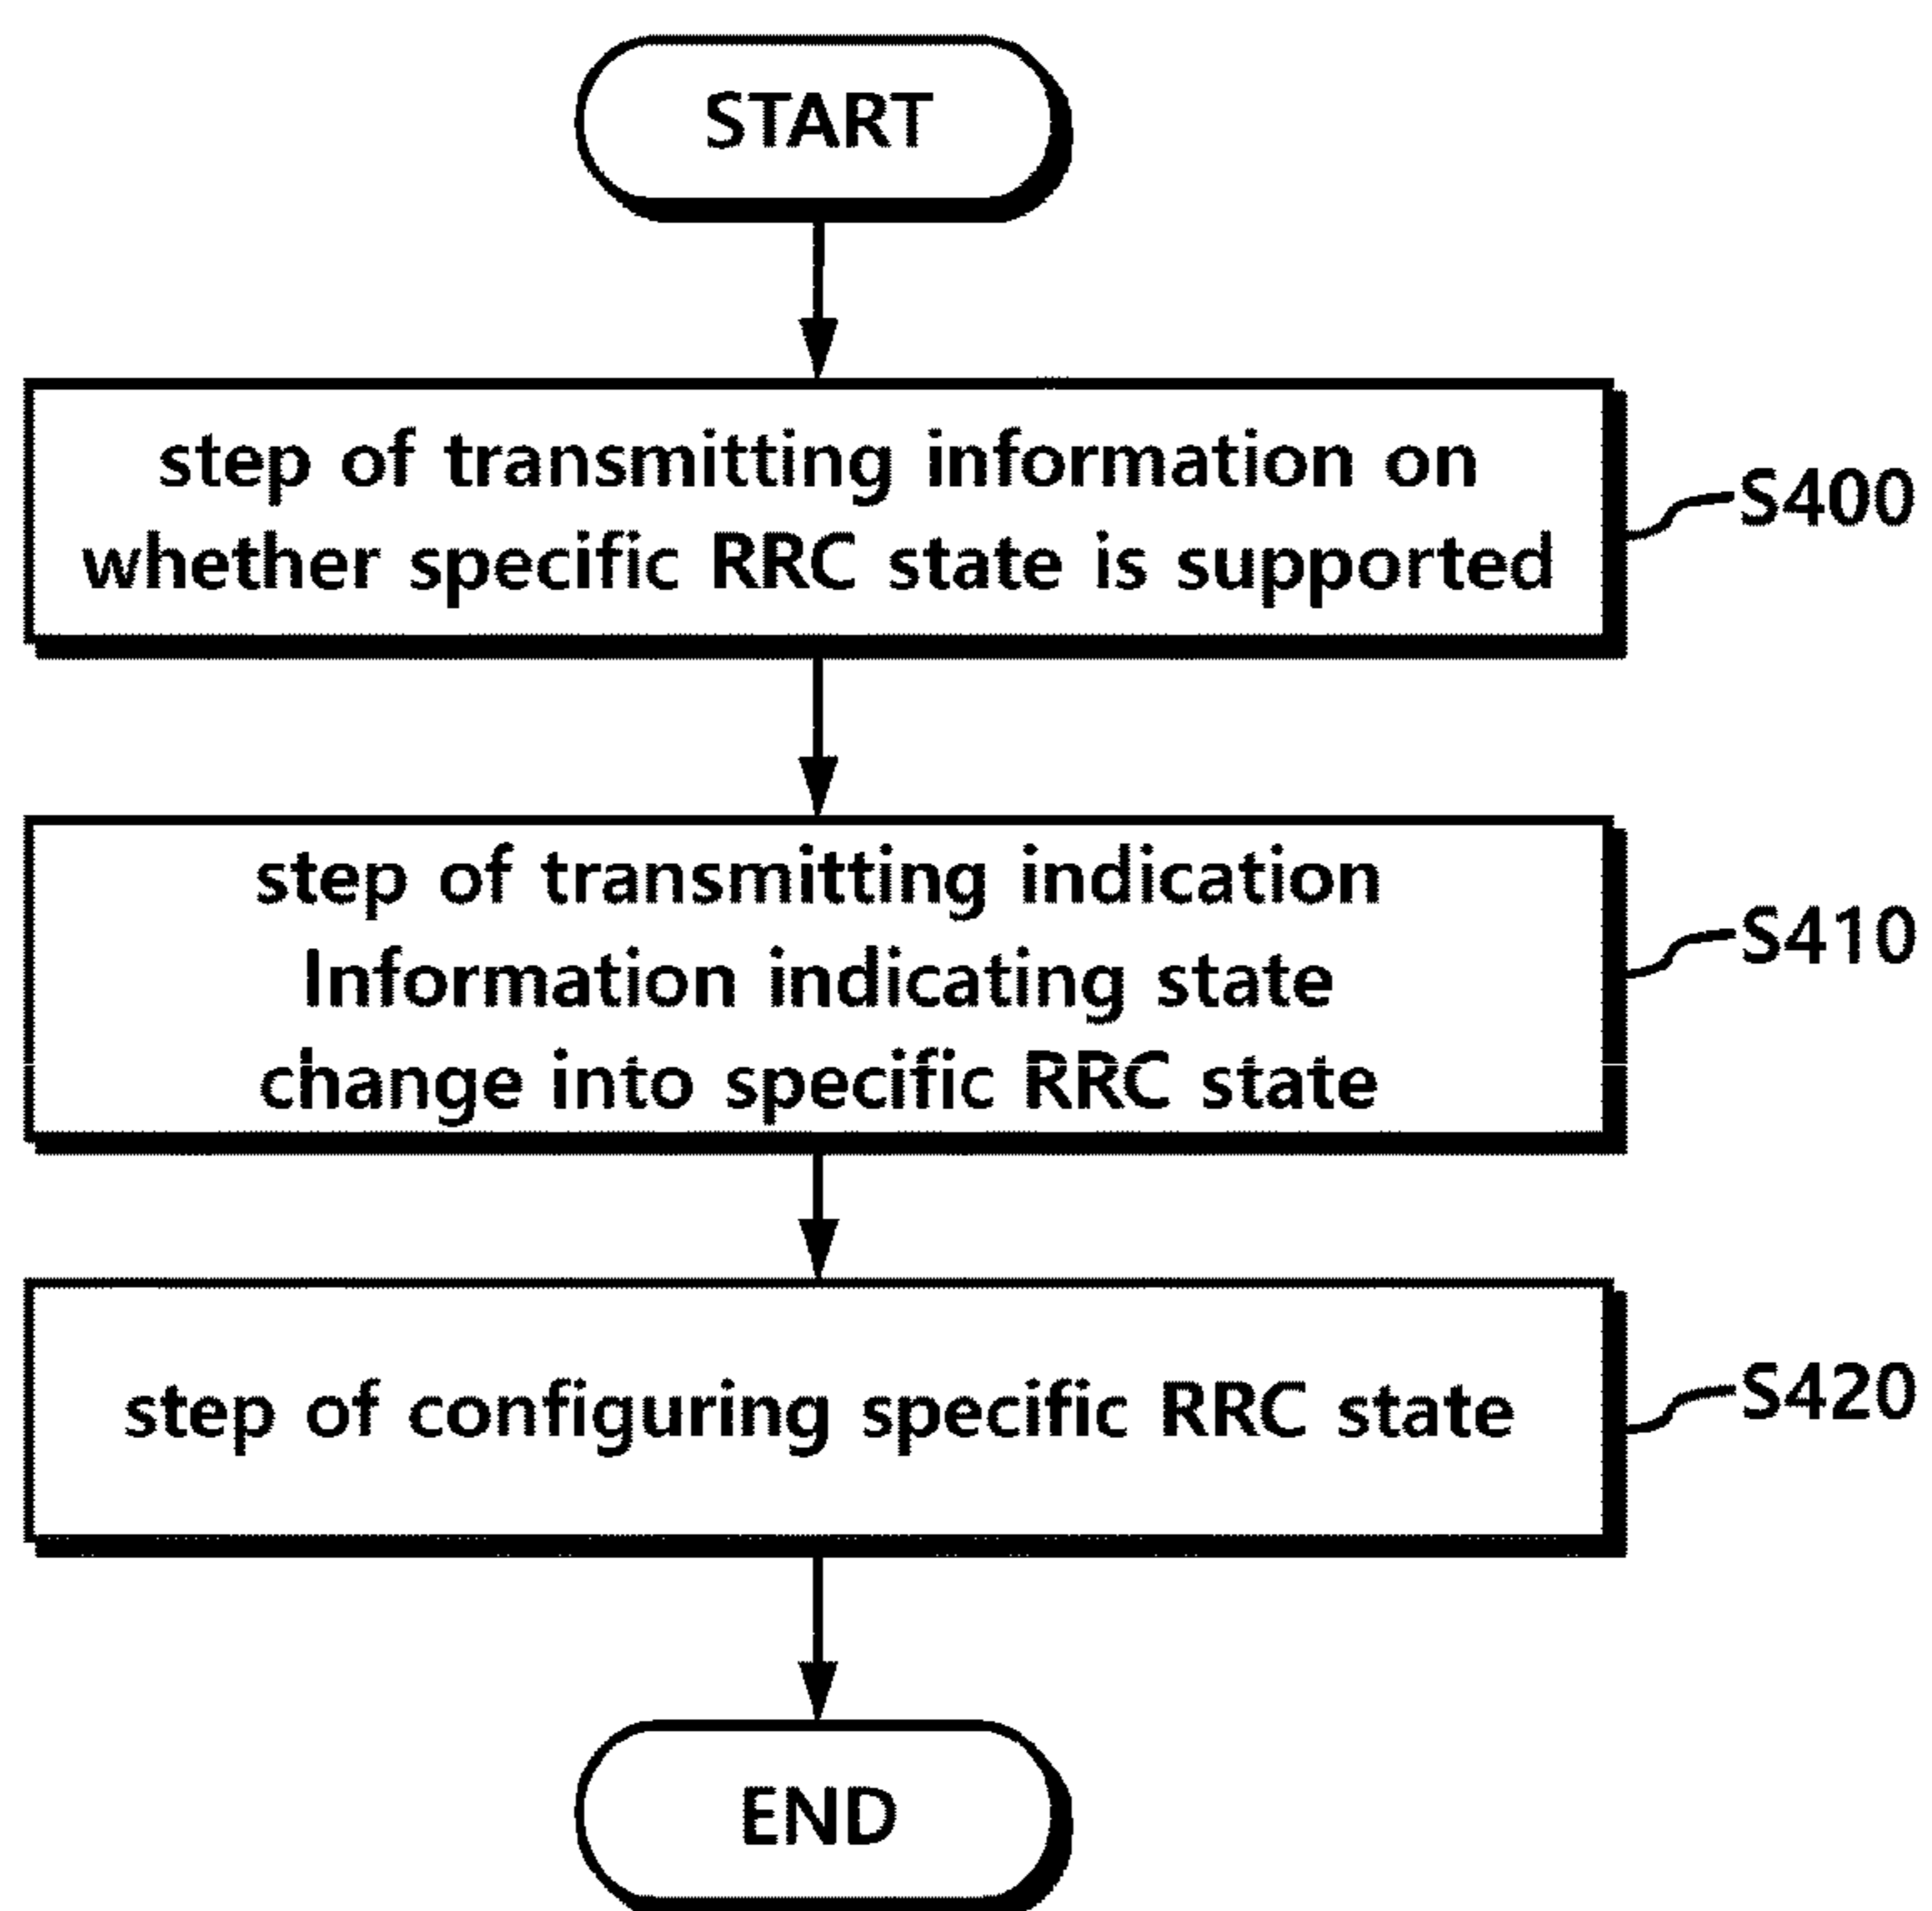 START
step of transmitting information on
whether specific RRC state is supported
S400
step of transmitting indication
Information indicating state
change into specific RRC state
S410
step of configuring specific RRC state
S420
END